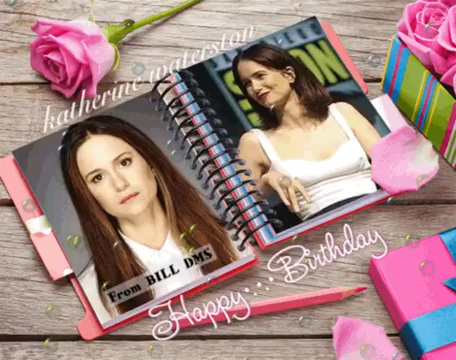 katherine waterston
From BILL DMS
Happy... Birthday